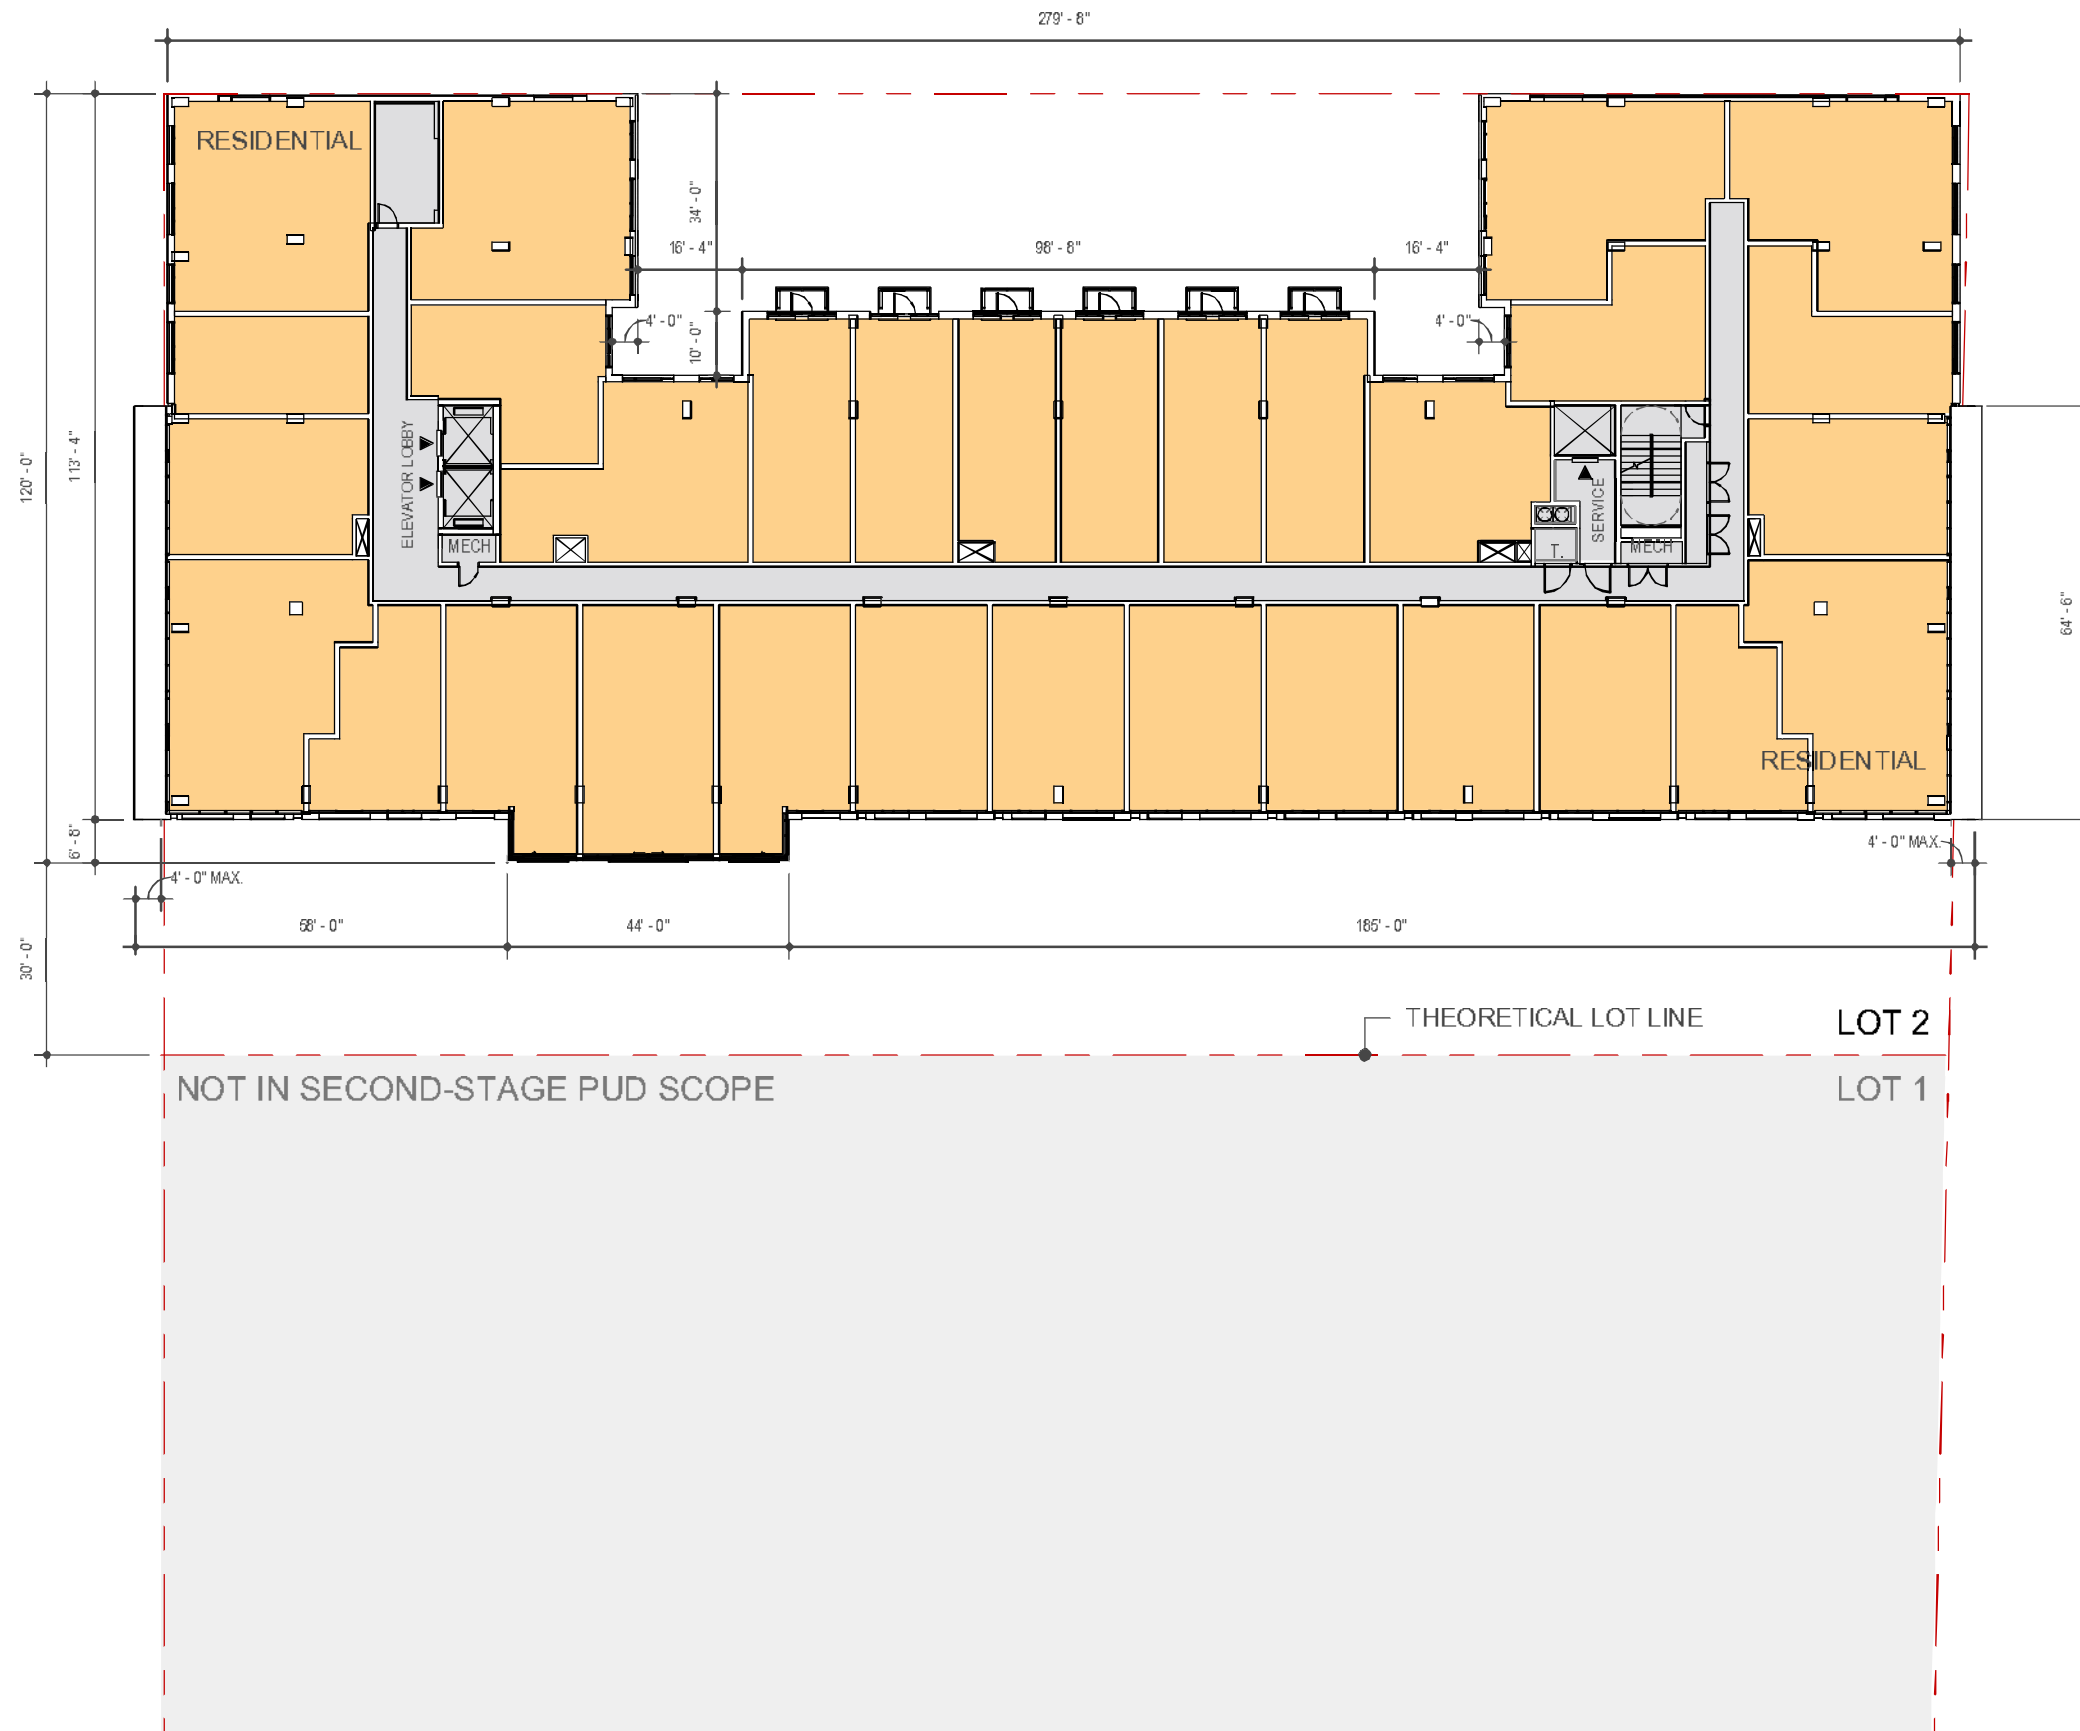 279' - 8"
RESIDENTIAL
34' - 0"
16' - 4"
98' - 8"
16' - 4"
4' - 0"
10' - 0"
4' - 0"
120' - 0"
113' - 4"
ELEVATOR LOBBY
MECH
SERVICE
T.
MECH
64' - 6"
RESIDENTIAL
6' - 8"
4' - 0" MAX.
4' - 0" MAX.
58' - 0"
44' - 0"
185' - 0"
30' - 0"
THEORETICAL LOT LINE
LOT 2
NOT IN SECOND-STAGE PUD SCOPE
LOT 1